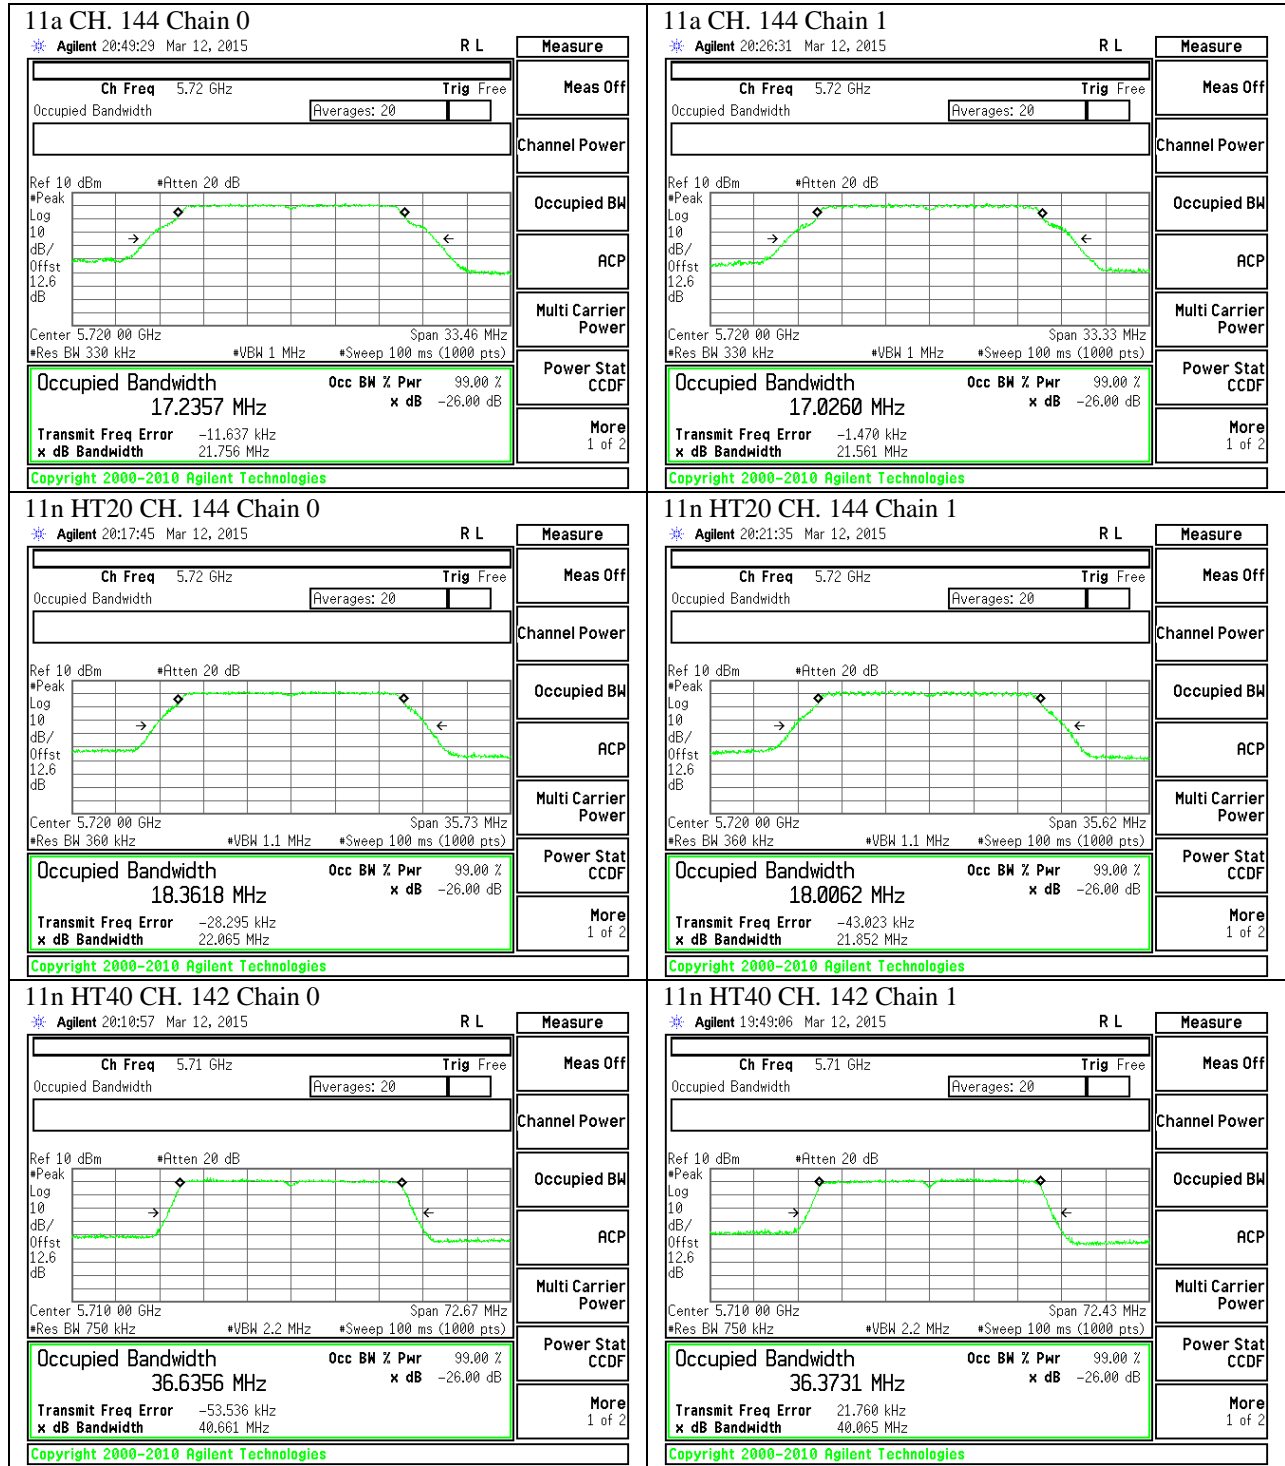 11a CH. 144 Chain 0
Agilent 20:49:29 Mar 12, 2015 R L
Measure
Ch Freq 5.72 GHz Trig Free
Meas Off
Occupied Bandwidth Averages: 20
Channel Power
Ref 10 dBm #Atten 20 dB
#Peak
Occupied BW
Log
10
dB/
ACP
Offst
12.6
dB
Multi Carrier
Power
Center 5.720 00 GHz Span 33.46 MHz
#Res BW 330 kHz #VBW 1 MHz #Sweep 100 ms (1000 pts)
Power Stat
CCDF
Occupied Bandwidth Occ BW % Pwr 99.00 %
17.2357 MHz x dB -26.00 dB
More
1 of 2
Transmit Freq Error -11.637 kHz
x dB Bandwidth 21.756 MHz
Copyright 2000-2010 Agilent Technologies
11a CH. 144 Chain 1
Agilent 20:26:31 Mar 12, 2015 R L
Measure
Ch Freq 5.72 GHz Trig Free
Meas Off
Occupied Bandwidth Averages: 20
Channel Power
Ref 10 dBm #Atten 20 dB
#Peak
Occupied BW
Log
10
dB/
ACP
Offst
12.6
dB
Multi Carrier
Power
Center 5.720 00 GHz Span 33.33 MHz
#Res BW 330 kHz #VBW 1 MHz #Sweep 100 ms (1000 pts)
Power Stat
CCDF
Occupied Bandwidth Occ BW % Pwr 99.00 %
17.0260 MHz x dB -26.00 dB
More
1 of 2
Transmit Freq Error -1.470 kHz
x dB Bandwidth 21.561 MHz
Copyright 2000-2010 Agilent Technologies
11n HT20 CH. 144 Chain 0
Agilent 20:17:45 Mar 12, 2015 R L
Measure
Ch Freq 5.72 GHz Trig Free
Meas Off
Occupied Bandwidth Averages: 20
Channel Power
Ref 10 dBm #Atten 20 dB
#Peak
Occupied BW
Log
10
dB/
ACP
Offst
12.6
dB
Multi Carrier
Power
Center 5.720 00 GHz Span 35.73 MHz
#Res BW 360 kHz #VBW 1.1 MHz #Sweep 100 ms (1000 pts)
Power Stat
CCDF
Occupied Bandwidth Occ BW % Pwr 99.00 %
18.3618 MHz x dB -26.00 dB
More
1 of 2
Transmit Freq Error -28.295 kHz
x dB Bandwidth 22.065 MHz
Copyright 2000-2010 Agilent Technologies
11n HT20 CH. 144 Chain 1
Agilent 20:21:35 Mar 12, 2015 R L
Measure
Ch Freq 5.72 GHz Trig Free
Meas Off
Occupied Bandwidth Averages: 20
Channel Power
Ref 10 dBm #Atten 20 dB
#Peak
Occupied BW
Log
10
dB/
ACP
Offst
12.6
dB
Multi Carrier
Power
Center 5.720 00 GHz Span 35.62 MHz
#Res BW 360 kHz #VBW 1.1 MHz #Sweep 100 ms (1000 pts)
Power Stat
CCDF
Occupied Bandwidth Occ BW % Pwr 99.00 %
18.0062 MHz x dB -26.00 dB
More
1 of 2
Transmit Freq Error -43.023 kHz
x dB Bandwidth 21.852 MHz
Copyright 2000-2010 Agilent Technologies
11n HT40 CH. 142 Chain 0
Agilent 20:10:57 Mar 12, 2015 R L
Measure
Ch Freq 5.71 GHz Trig Free
Meas Off
Occupied Bandwidth Averages: 20
Channel Power
Ref 10 dBm #Atten 20 dB
#Peak
Occupied BW
Log
10
dB/
ACP
Offst
12.6
dB
Multi Carrier
Power
Center 5.710 00 GHz Span 72.67 MHz
#Res BW 750 kHz #VBW 2.2 MHz #Sweep 100 ms (1000 pts)
Power Stat
CCDF
Occupied Bandwidth Occ BW % Pwr 99.00 %
36.6356 MHz x dB -26.00 dB
More
1 of 2
Transmit Freq Error -53.536 kHz
x dB Bandwidth 40.661 MHz
Copyright 2000-2010 Agilent Technologies
11n HT40 CH. 142 Chain 1
Agilent 19:49:06 Mar 12, 2015 R L
Measure
Ch Freq 5.71 GHz Trig Free
Meas Off
Occupied Bandwidth Averages: 20
Channel Power
Ref 10 dBm #Atten 20 dB
#Peak
Occupied BW
Log
10
dB/
ACP
Offst
12.6
dB
Multi Carrier
Power
Center 5.710 00 GHz Span 72.43 MHz
#Res BW 750 kHz #VBW 2.2 MHz #Sweep 100 ms (1000 pts)
Power Stat
CCDF
Occupied Bandwidth Occ BW % Pwr 99.00 %
36.3731 MHz x dB -26.00 dB
More
1 of 2
Transmit Freq Error 21.760 kHz
x dB Bandwidth 40.065 MHz
Copyright 2000-2010 Agilent Technologies